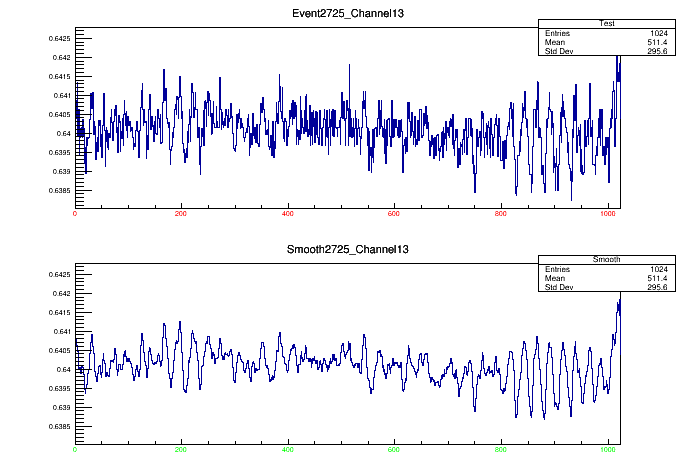 Event2725_Channel13
Test
Entries 1024
Mean 511.4
Std Dev 295.6
0.6425
0.642
0.6415
0.641
0.6405
0.64
0.6395
0.639
0.6385
0 200 400 600 800 1000
Smooth2725_Channel13
Smooth
Entries 1024
Mean 511.4
Std Dev 295.6
0.6425
0.642
0.6415
0.641
0.6405
0.64
0.6395
0.639
0.6385
0 200 400 600 800 1000